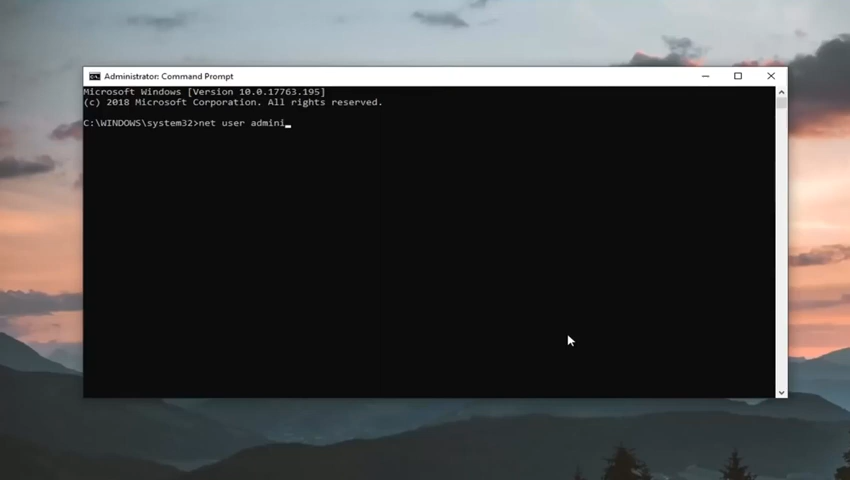 Administrator: Command Prompt
Microsoft Windows [Version 10.0.17763.195]
(c) 2018 Microsoft Corporation. All rights reserved.
C:\WINDOWS\system32>net user admini